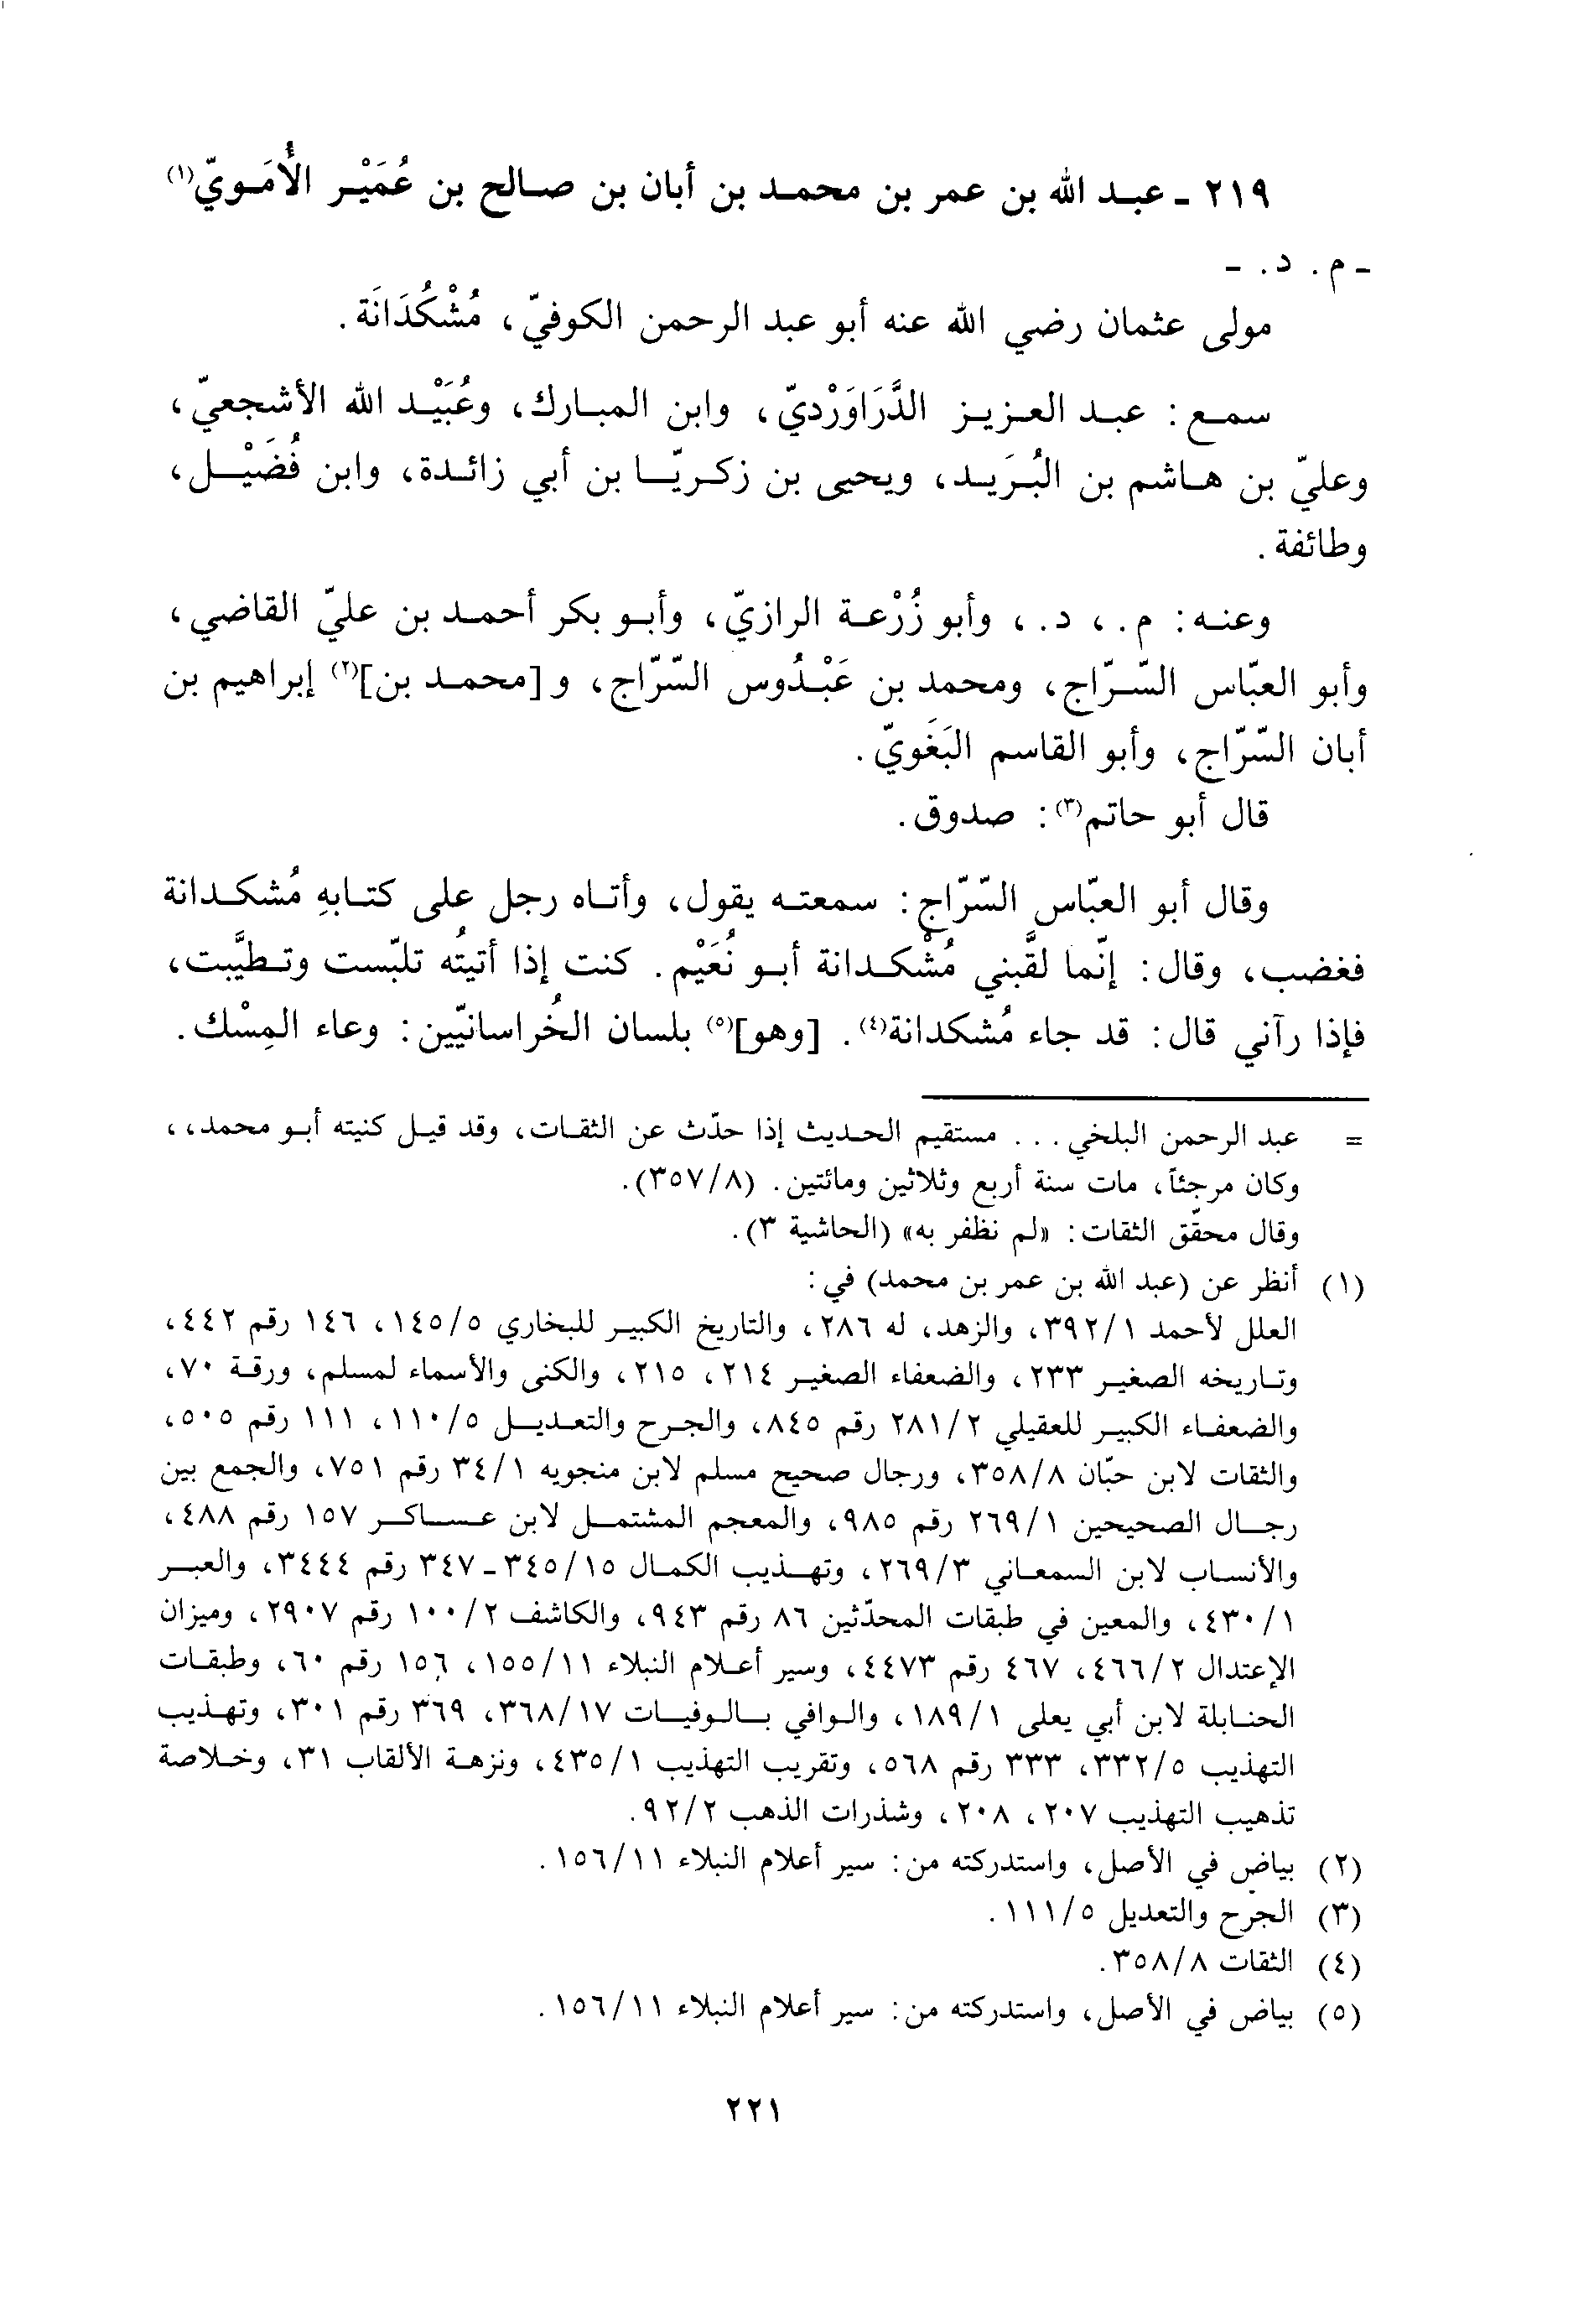 ٢١٩ ـ عبد الله بن عمر بن محمد بن أبان بن صالح بن عُمَيْر الأُمَويّ(١)
ـ م. د. ـ
مولى عثمان رضي الله عنه أبو عبد الرحمن الكوفيّ، مُشْكُدَانَة.
سمع: عبد العزيز الدَّرَاوَرْديّ، وابن المبارك، وعُبَيْد الله الأشجعيّ،
وعليّ بن هاشم بن البُرَيد، ويحيى بن زكريّا بن أبي زائدة، وابن فُضَيْل،
وطائفة.
وعنه: م.، د.، وأبو زُرْعة الرازيّ، وأبو بكر أحمد بن عليّ القاضي،
وأبو العبّاس السّرّاج، ومحمد بن عَبْدُوس السّرّاج، و[محمد بن](٢) إبراهيم بن
أبان السّرّاج، وأبو القاسم البَغَويّ.
قال أبو حاتم(٣): صدوق.
وقال أبو العبّاس السّرّاج: سمعته يقول، وأتاه رجل على كتابهِ مُشكدانة
فغضب، وقال: إنّما لقَّبني مُشْكدانة أبو نُعَيْم. كنت إذا أتيتُه تلبّست وتطيَّبت،
فإذا رآني قال: قد جاء مُشكدانة(٤). [وهو](٥) بلسان الخُراسانيّين: وعاء المِسْك.
= عبد الرحمن البلخي... مستقيم الحديث إذا حدّث عن الثقات، وقد قيل كنيته أبو محمد،،
وكان مرجئاً، مات سنة أربع وثلاثين ومائتين. (٣٥٧/٨).
وقال محقّق الثقات: «لم نظفر به» (الحاشية ٣).
(١) أنظر عن (عبد الله بن عمر بن محمد) في:
العلل لأحمد ٣٩٢/١، والزهد، له ٢٨٦، والتاريخ الكبير للبخاري ١٤٥/٥، ١٤٦ رقم ٤٤٢،
وتاريخه الصغير ٢٣٣، والضعفاء الصغير ٢١٤، ٢١٥، والكنى والأسماء لمسلم، ورقة ٧٠،
والضعفاء الكبير للعقيلي ٢٨١/٢ رقم ٨٤٥، والجرح والتعديل ١١٠/٥، ١١١ رقم ٥٠٥،
والثقات لابن حبّان ٣٥٨/٨، ورجال صحيح مسلم لابن منجويه ٣٤/١ رقم ٧٥١، والجمع بين
رجال الصحيحين ٢٦٩/١ رقم ٩٨٥، والمعجم المشتمل لابن عساكر ١٥٧ رقم ٤٨٨،
والأنساب لابن السمعاني ٢٦٩/٣، وتهذيب الكمال ٣٤٥/١٥ ـ ٣٤٧ رقم ٣٤٤٤، والعبر
٤٣٠/١، والمعين في طبقات المحدّثين ٨٦ رقم ٩٤٣، والكاشف ١٠٠/٢ رقم ٢٩٠٧، وميزان
الإعتدال ٤٦٦/٢، ٤٦٧ رقم ٤٤٧٣، وسير أعلام النبلاء ١٥٥/١١، ١٥٦ رقم ٦٠، وطبقات
الحنابلة لابن أبي يعلى ١٨٩/١، والوافي بالوفيات ٣٦٨/١٧، ٣٦٩ رقم ٣٠١، وتهذيب
التهذيب ٣٣٢/٥، ٣٣٣ رقم ٥٦٨، وتقريب التهذيب ٤٣٥/١، ونزهة الألقاب ٣١، وخلاصة
تذهيب التهذيب ٢٠٧، ٢٠٨، وشذرات الذهب ٩٢/٢.
(٢) بياض في الأصل، واستدركته من: سير أعلام النبلاء ١٥٦/١١.
(٣) الجرح والتعديل ١١١/٥.
(٤) الثقات ٣٥٨/٨.
(٥) بياض في الأصل، واستدركته من: سير أعلام النبلاء ١٥٦/١١.
٢٢١